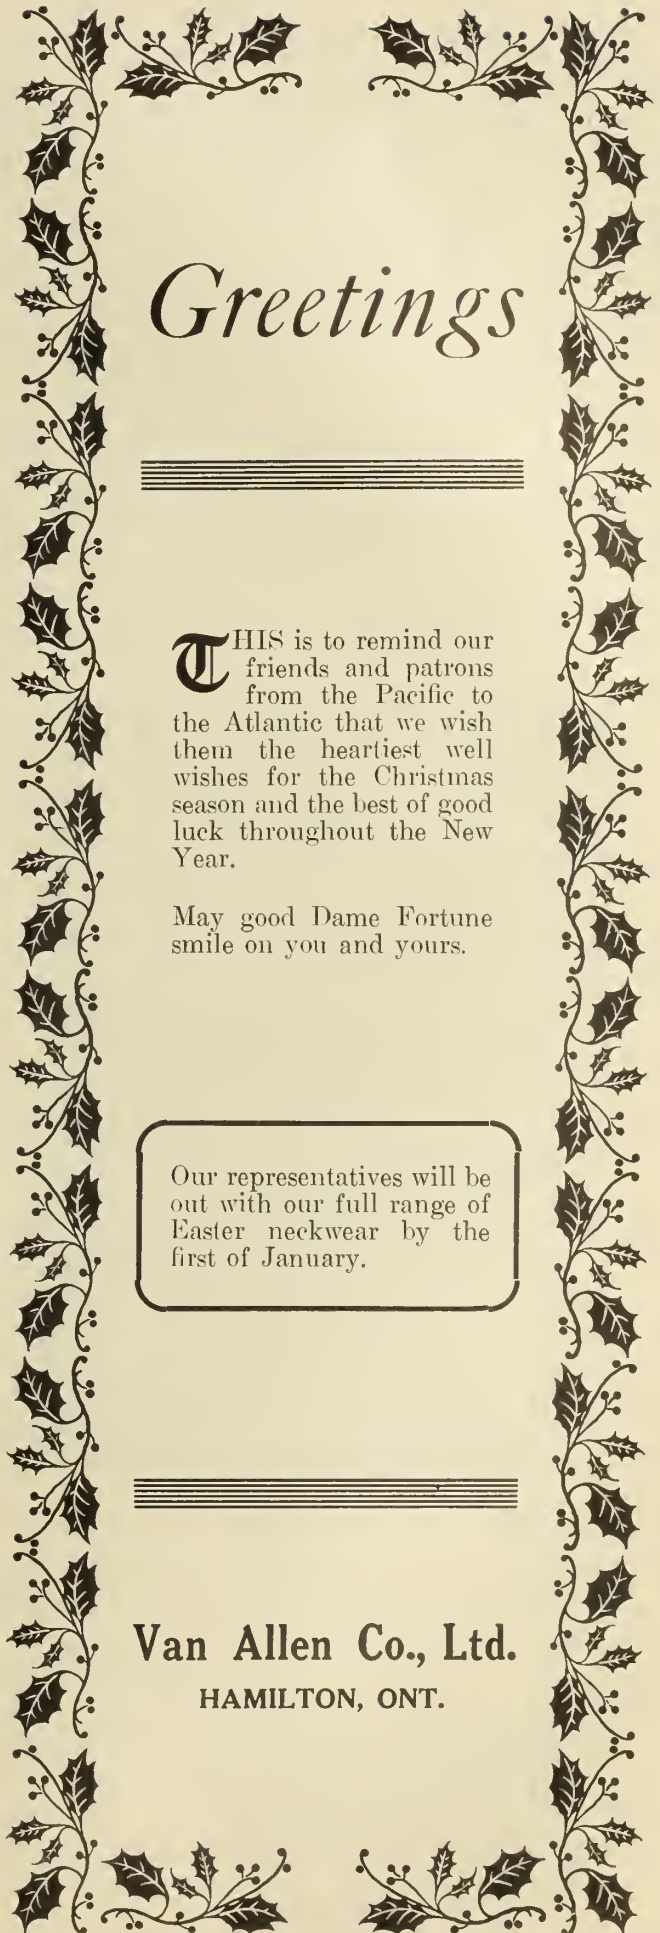 Greetings
THIS is to remind our
friends and patrons
from the Pacific to
the Atlantic that we wish
them the heartiest well
wishes for the Christmas
season and the best of good
luck throughout the New
Year.
May good Dame Fortune
smile on you and yours.
Our representatives will be
out with our full range of
Easter neckwear by the
first of January.
Van Allen Co., Ltd.
HAMILTON, ONT.